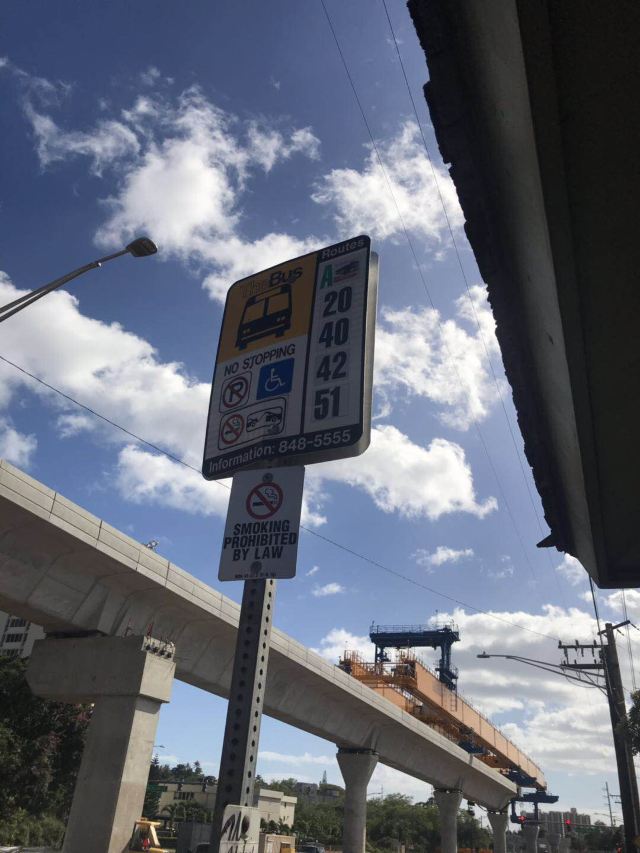 TheBus
Routes
A
20
40
42
51
NO STOPPING
Information: 848-5555
SMOKING
PROHIBITED
BY LAW